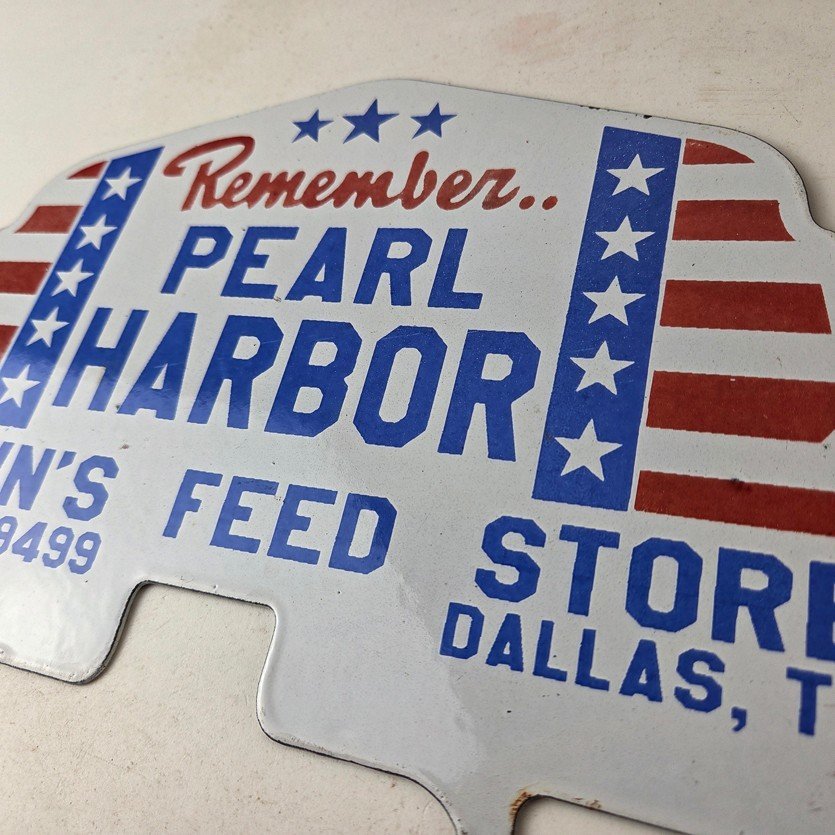 Remember..
PEARL
HARBOR
N'S FEED STORE
9499
DALLAS, T